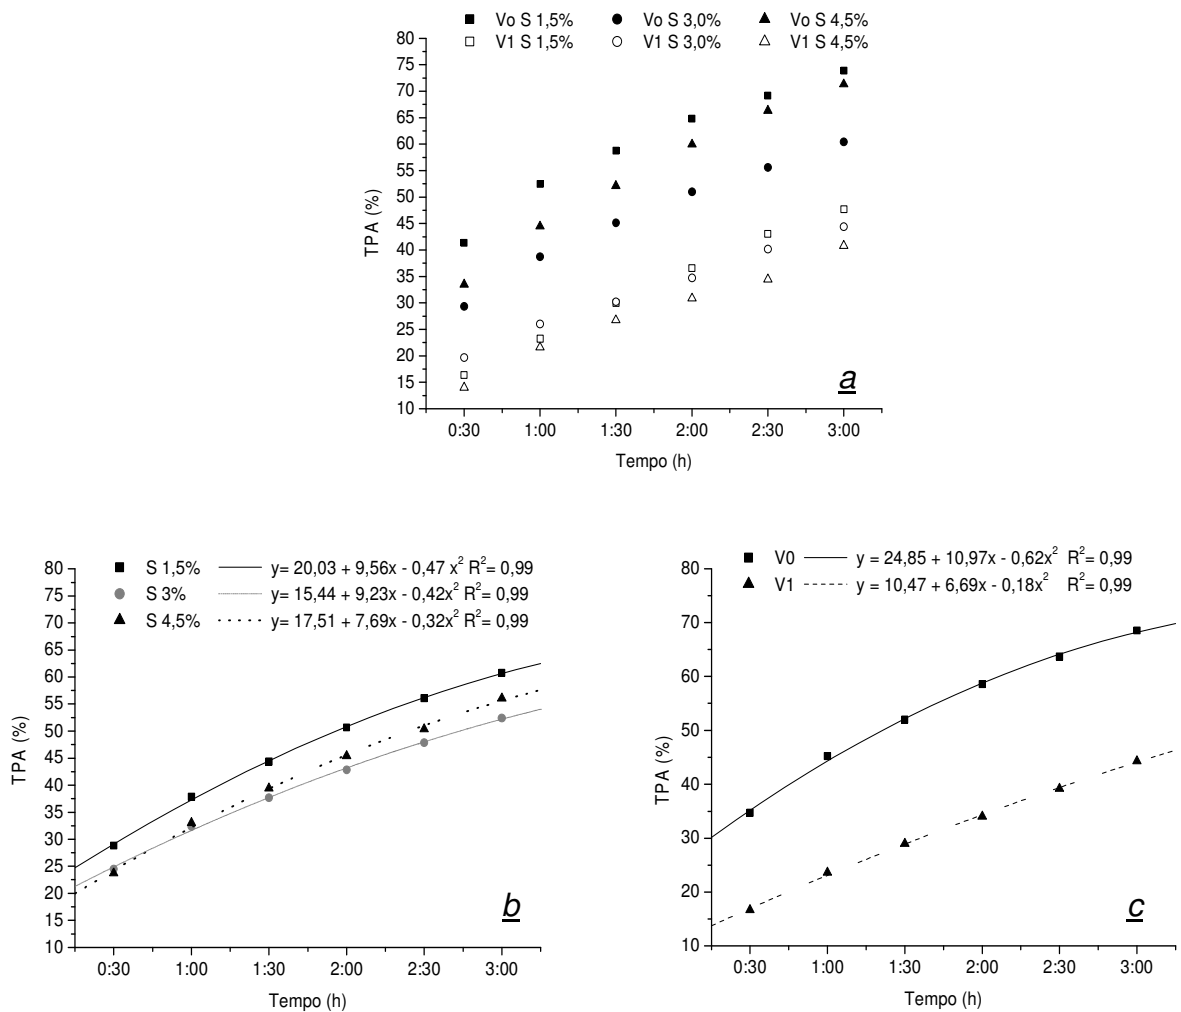 Vo S 1,5% Vo S 3,0% Vo S 4,5%
V1 S 1,5% V1 S 3,0% V1 S 4,5%
80
75
70
65
60
55
50
45
40
35
30
25
20
15
10
TPA (%)
a
0:30 1:00 1:30 2:00 2:30 3:00
Tempo (h)
S 1,5% y= 20,03 + 9,56x - 0,47 x² R²= 0,99
S 3% y= 15,44 + 9,23x - 0,42x² R²= 0,99
S 4,5% y= 17,51 + 7,69x - 0,32x² R²= 0,99
80
75
70
65
60
55
50
45
40
35
30
25
20
15
10
TPA (%)
b
0:30 1:00 1:30 2:00 2:30 3:00
Tempo (h)
V0 y= 24,85 + 10,97x - 0,62x² R²= 0,99
V1 y= 10,47 + 6,69x - 0,18x² R²= 0,99
80
70
60
50
40
30
20
10
TPA (%)
c
0:30 1:00 1:30 2:00 2:30 3:00
Tempo (h)